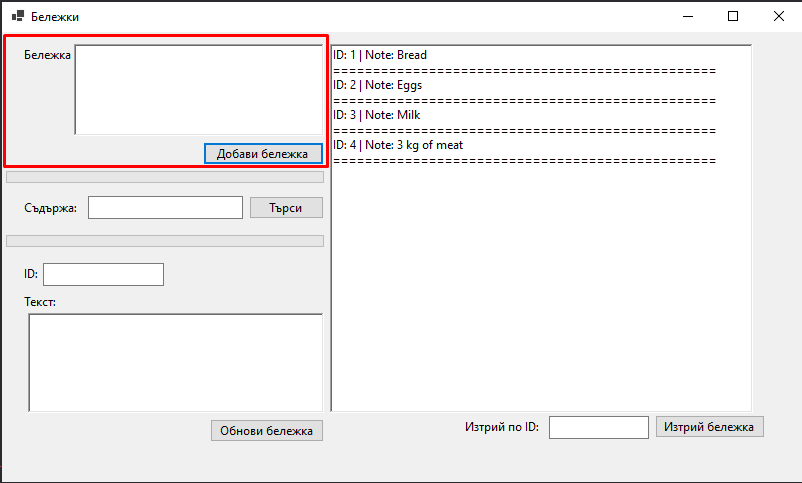 Бележки
Бележка
Добави бележка
Съдържа:
Търси
ID:
Текст:
Обнови бележка
ID: 1 | Note: Bread
==================================================
ID: 2 | Note: Eggs
==================================================
ID: 3 | Note: Milk
==================================================
ID: 4 | Note: 3 kg of meat
==================================================
Изтрий по ID:
Изтрий бележка